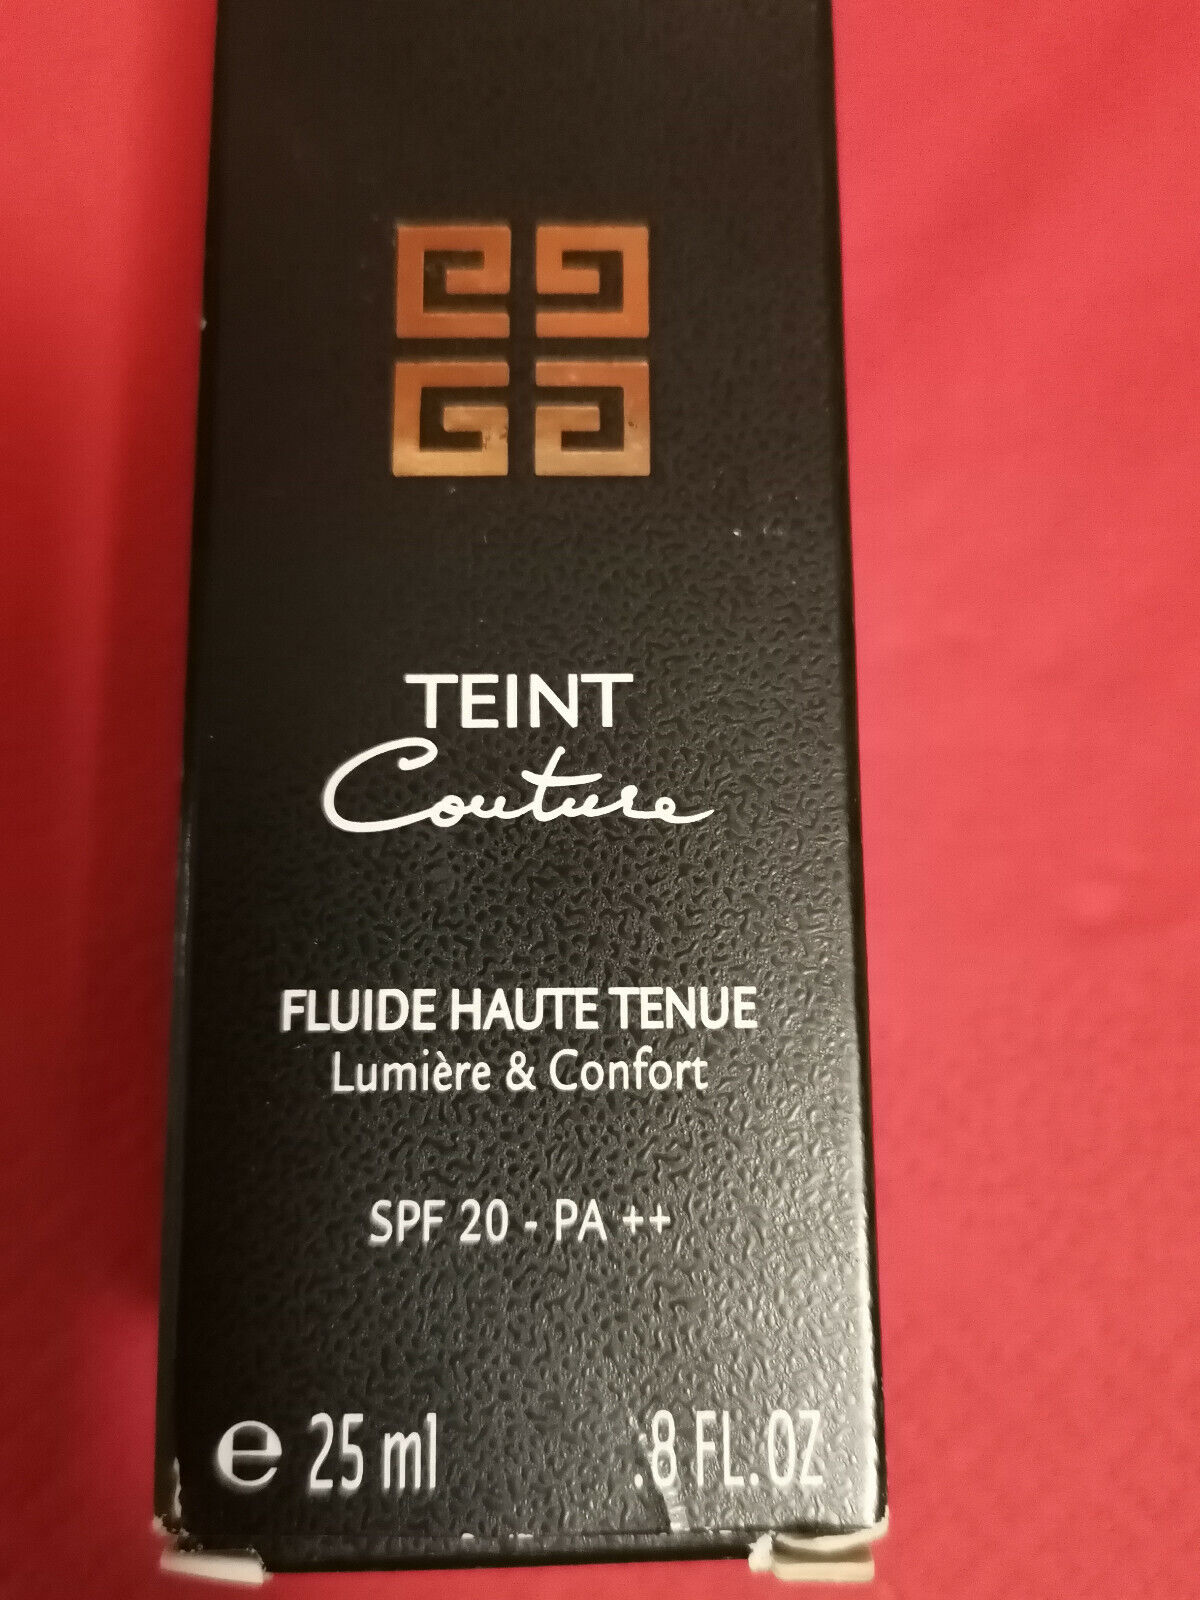 TEINT
Couture
FLUIDE HAUTE TENUE
Lumière & Confort
SPF 20 - PA ++
℮ 25 ml .8 FL. OZ